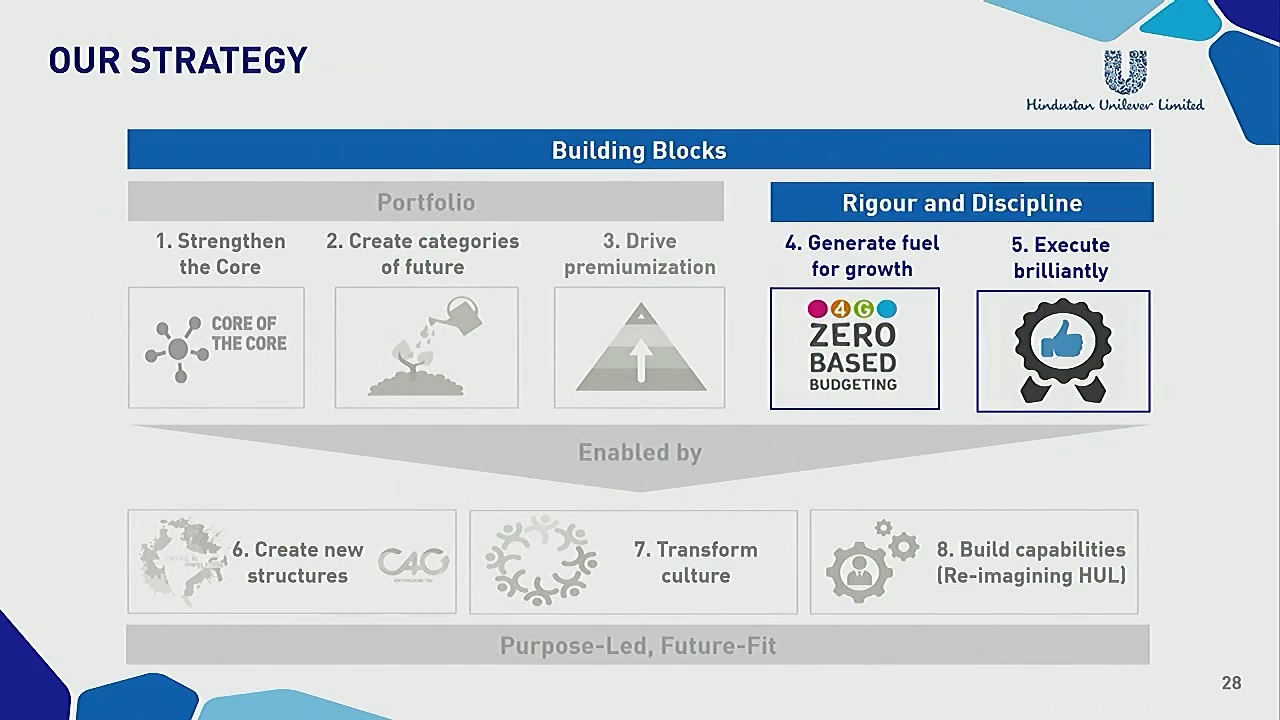 OUR STRATEGY
Hindustan Unilever Limited
Building Blocks
Portfolio
Rigour and Discipline
1. Strengthen
the Core
2. Create categories
of future
3. Drive
premiumization
4. Generate fuel
for growth
5. Execute
brilliantly
CORE OF
THE CORE
4G
ZERO
BASED
BUDGETING
Enabled by
6. Create new
structures
C4G
7. Transform
culture
8. Build capabilities
(Re-imagining HUL)
Purpose-Led, Future-Fit
28